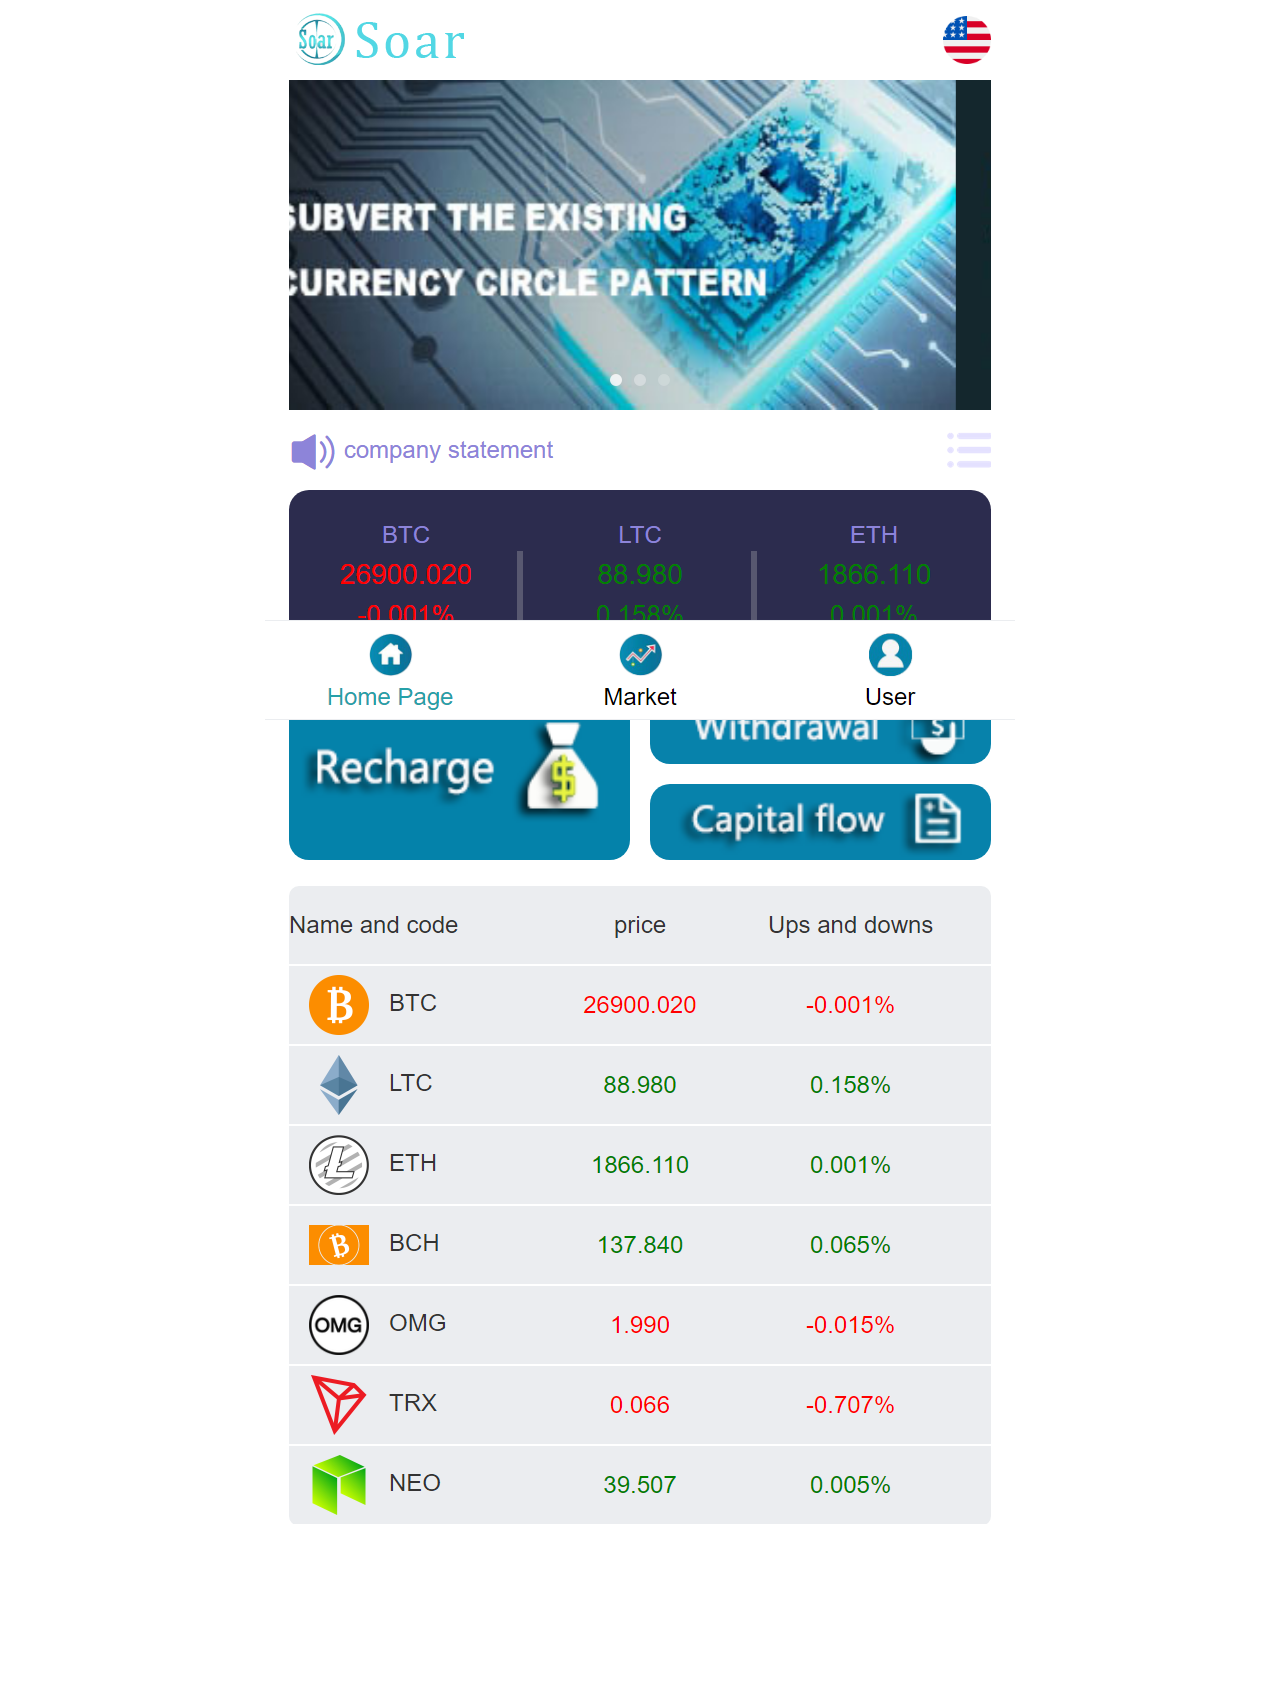 Soar Soar
SUBVERT THE EXISTING
CURRENCY CIRCLE PATTERN
company statement
BTC LTC ETH
26900.020 88.980 1866.110
-0.001% 0.158% 0.001%
Home Page Market User
Recharge
Withdrawal
Capital flow
Name and code price Ups and downs
BTC 26900.020 -0.001%
LTC 88.980 0.158%
ETH 1866.110 0.001%
BCH 137.840 0.065%
OMG OMG 1.990 -0.015%
TRX 0.066 -0.707%
NEO 39.507 0.005%